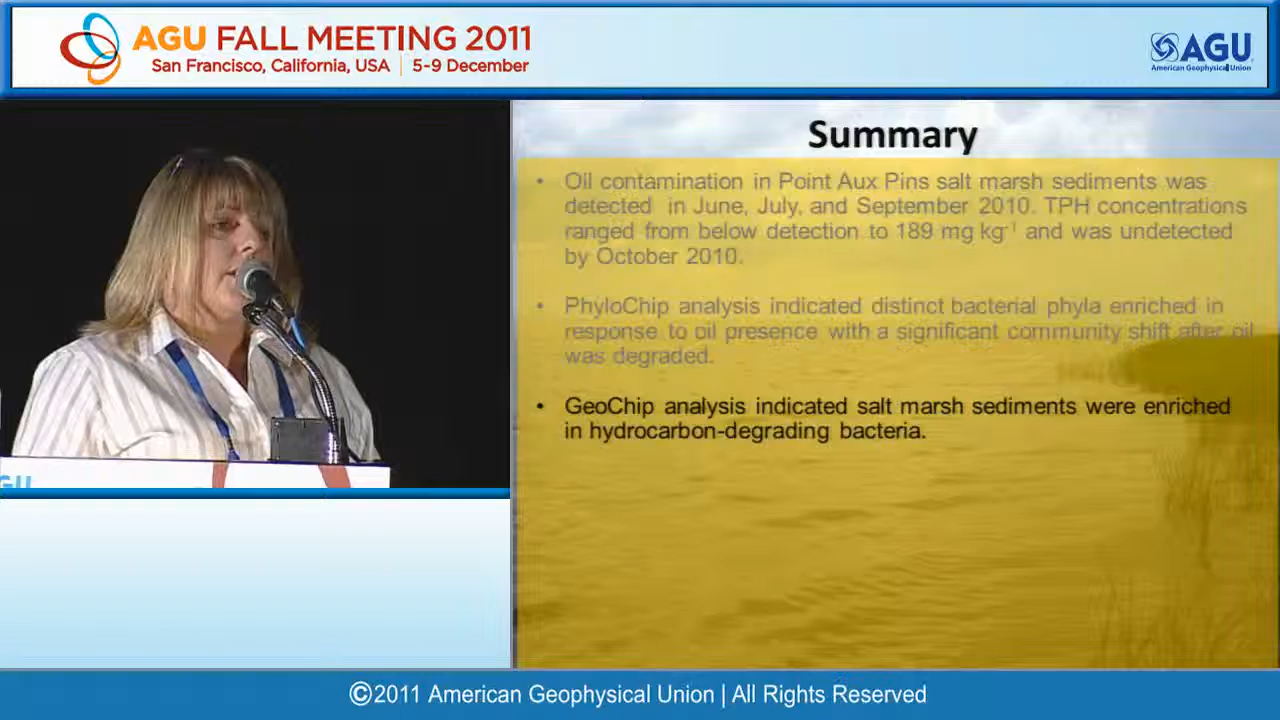 AGU FALL MEETING 2011
San Francisco, California, USA | 5-9 December
AGU
American Geophysical Union
Summary
• Oil contamination in Point Aux Pins salt marsh sediments was
detected in June, July, and September 2010. TPH concentrations
ranged from below detection to 189 mg kg-1 and was undetected
by October 2010.
• PhyloChip analysis indicated distinct bacterial phyla enriched in
response to oil presence with a significant community shift after oil
was degraded.
• GeoChip analysis indicated salt marsh sediments were enriched
in hydrocarbon-degrading bacteria.
GU
©2011 American Geophysical Union | All Rights Reserved